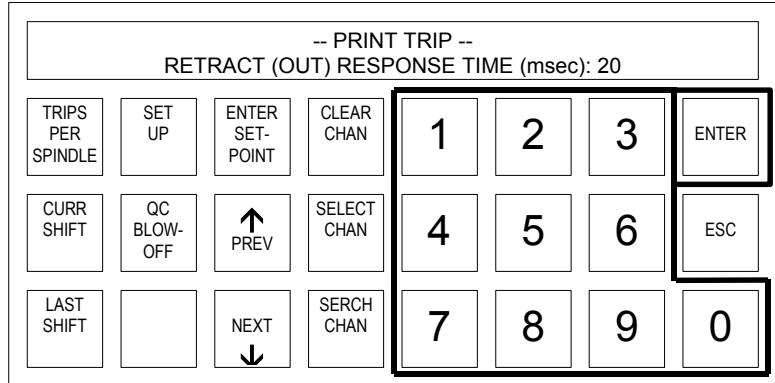 -- PRINT TRIP --
RETRACT (OUT) RESPONSE TIME (msec): 20
TRIPS
PER
SPINDLE
SET
UP
ENTER
SET-
POINT
CLEAR
CHAN
1
2
3
ENTER
CURR
SHIFT
QC
BLOW-
OFF
PREV
SELECT
CHAN
4
5
6
ESC
LAST
SHIFT
NEXT
SERCH
CHAN
7
8
9
0